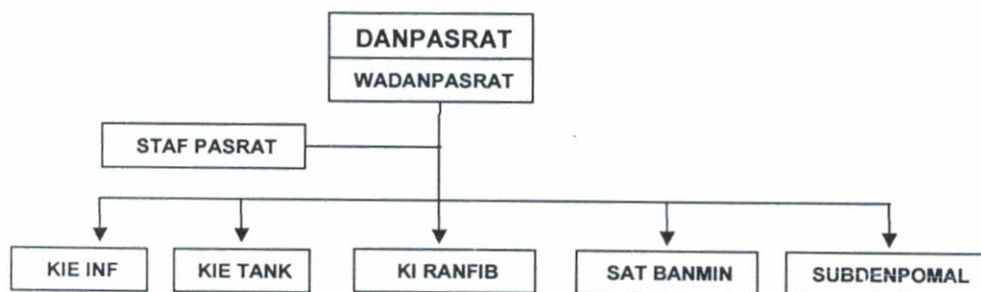 DANPASRAT
WADANPASRAT
STAF PASRAT
KIE INF
KIE TANK
KI RANFIB
SAT BANMIN
SUBDENPOMAL